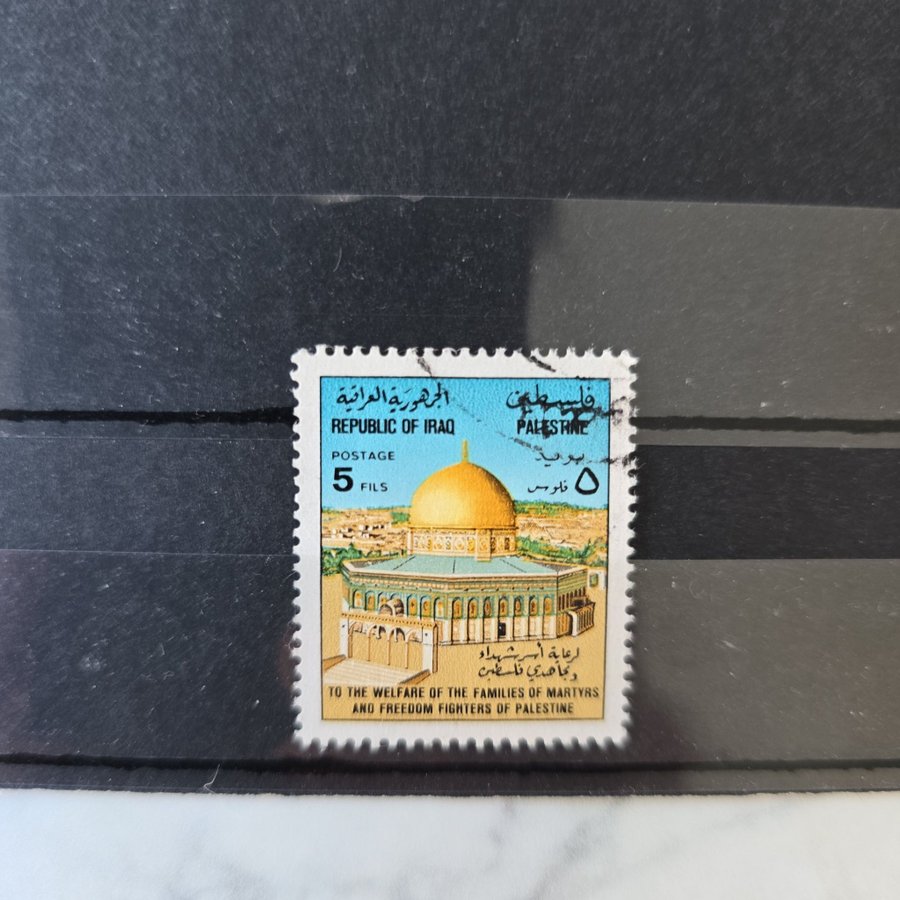 الجمهورية العراقية
فلسطين
REPUBLIC OF IRAQ
PALESTINE
POSTAGE
بريد
5 FILS
٥ فلوس
لرعاية أسر شهداء
ومجاهدي فلسطين
TO THE WELFARE OF THE FAMILIES OF MARTYRS
AND FREEDOM FIGHTERS OF PALESTINE